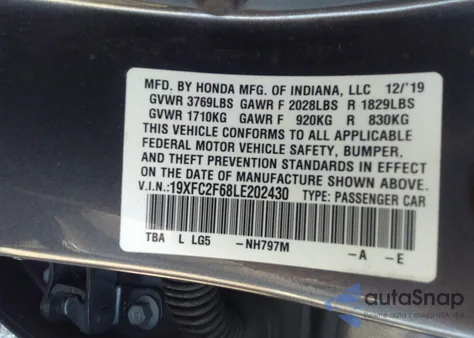 MFD. BY HONDA MFG. OF INDIANA, LLC 12/'19
GVWR 3769LBS GAWR F 2028LBS R 1829LBS
GVWR 1710KG GAWR F 920KG R 830KG
THIS VEHICLE CONFORMS TO ALL APPLICABLE
FEDERAL MOTOR VEHICLE SAFETY, BUMPER,
AND THEFT PREVENTION STANDARDS IN EFFECT
ON THE DATE OF MANUFACTURE SHOWN ABOVE.
V.I.N.:19XFC2F68LE202430 TYPE: PASSENGER CAR
TBA L LG5 -NH797M -A -E
autoSnap